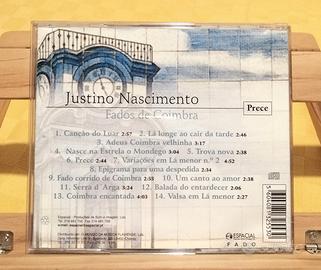 Justino Nascimento
Fados de Coimbra
Prece
1. Canção do Luar 2:57 2. Lá longe ao cair da tarde 2:46
3. Adeus Coimbra velhinha 3:17
4. Nasce na Estrela o Mondego 3:04 5. Trova nova 2:38
6. Prece 2:44 7. Variações em Lá menor nº 2 4:52
8. Epigrama para uma despedida 2:34
9. Fado corrido de Coimbra 2:55 10. Um canto ao amor 2:38
11. Serra d'Arga 3:24 12. Balada do entardecer 2:06
13. Coimbra encantada 4:03 14. Valsa em Lá menor 2:27
ESPACIAL
FADO